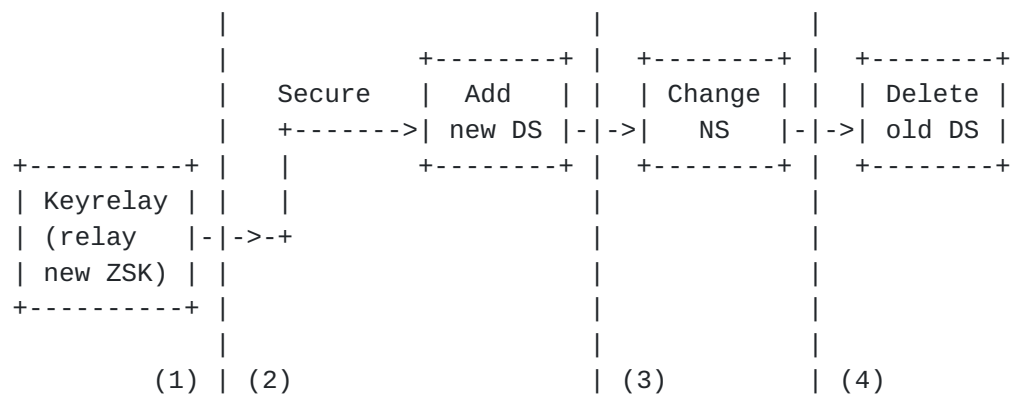 Secure Add Change Delete
new DS NS old DS
Keyrelay
(relay
new ZSK)
(1) (2) (3) (4)